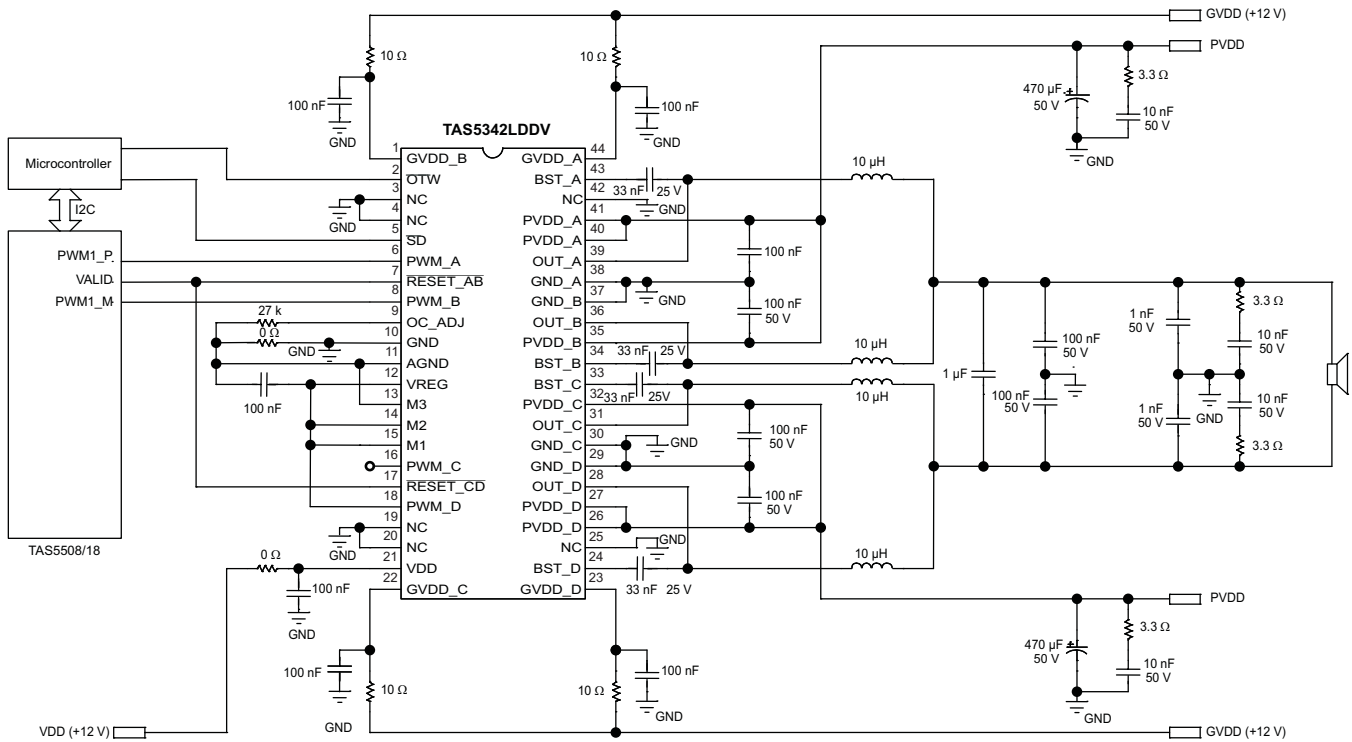 GVDD (+12 V)
PVDD
10 Ω
10 Ω
3.3 Ω
470 µF
50 V
10 nF
50 V
GND
100 nF
GND
100 nF
GND
TAS5342LDDV
Microcontroller
I2C
PWM1_P
VALID
PWM1_M
TAS5508/18
1
GVDD_B
2
OTW
3
NC
4
NC
5
SD
6
PWM_A
7
RESET_AB
8
PWM_B
9
OC_ADJ
10
GND
11
AGND
12
VREG
13
M3
14
M2
15
M1
16
PWM_C
17
RESET_CD
18
PWM_D
19
NC
20
NC
21
VDD
22
GVDD_C
44
GVDD_A
43
BST_A
42
NC
41
PVDD_A
40
PVDD_A
39
OUT_A
38
GND_A
37
GND_B
36
OUT_B
35
PVDD_B
34
BST_B
33
BST_C
32
PVDD_C
31
OUT_C
30
GND_C
29
GND_D
28
OUT_D
27
PVDD_D
26
PVDD_D
25
NC
24
BST_D
23
GVDD_D
GND
27 k
0 Ω
GND
100 nF
GND
0 Ω
100 nF
GND
33 nF 25 V
GND
100 nF
GND
100 nF
50 V
33 nF 25 V
33 nF 25V
100 nF
50 V
GND
100 nF
50 V
GND
33 nF 25 V
10 µH
10 µH
10 µH
10 µH
1 µF
100 nF
50 V
100 nF
50 V
1 nF
50 V
1 nF
50 V
GND
3.3 Ω
10 nF
50 V
10 nF
50 V
3.3 Ω
PVDD
3.3 Ω
470 µF
50 V
10 nF
50 V
GND
100 nF
10 Ω
GND
10 Ω
100 nF
GND
VDD (+12 V)
GVDD (+12 V)